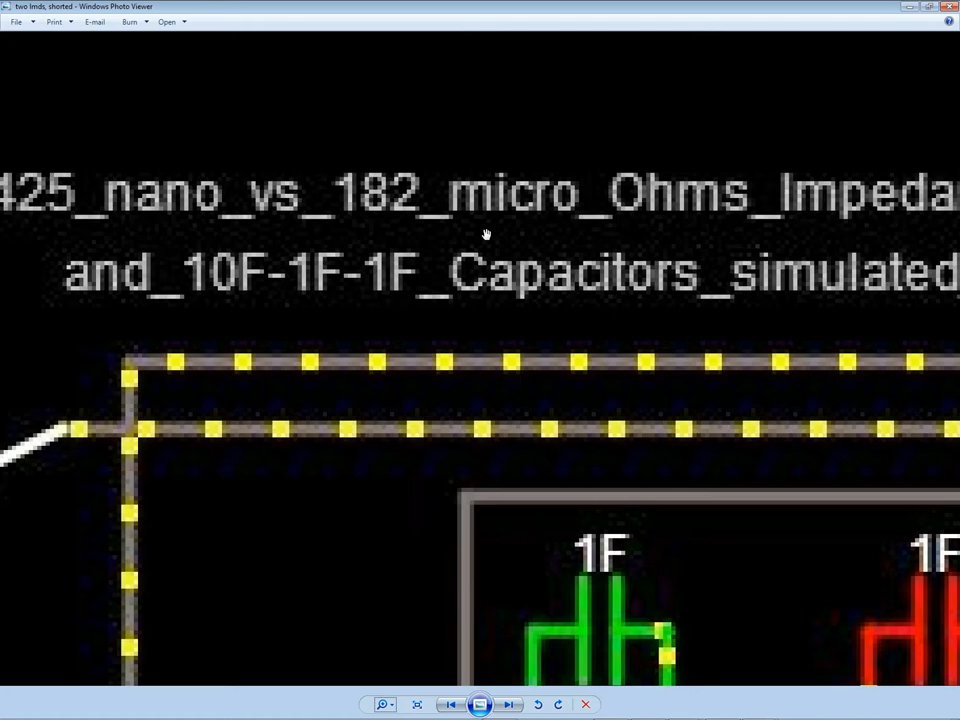 two lmds, shorted - Windows Photo Viewer
File Print E-mail Burn Open
425_nano_vs_182_micro_Ohms_Impeda
and_10F-1F-1F_Capacitors_simulated
1F 1F